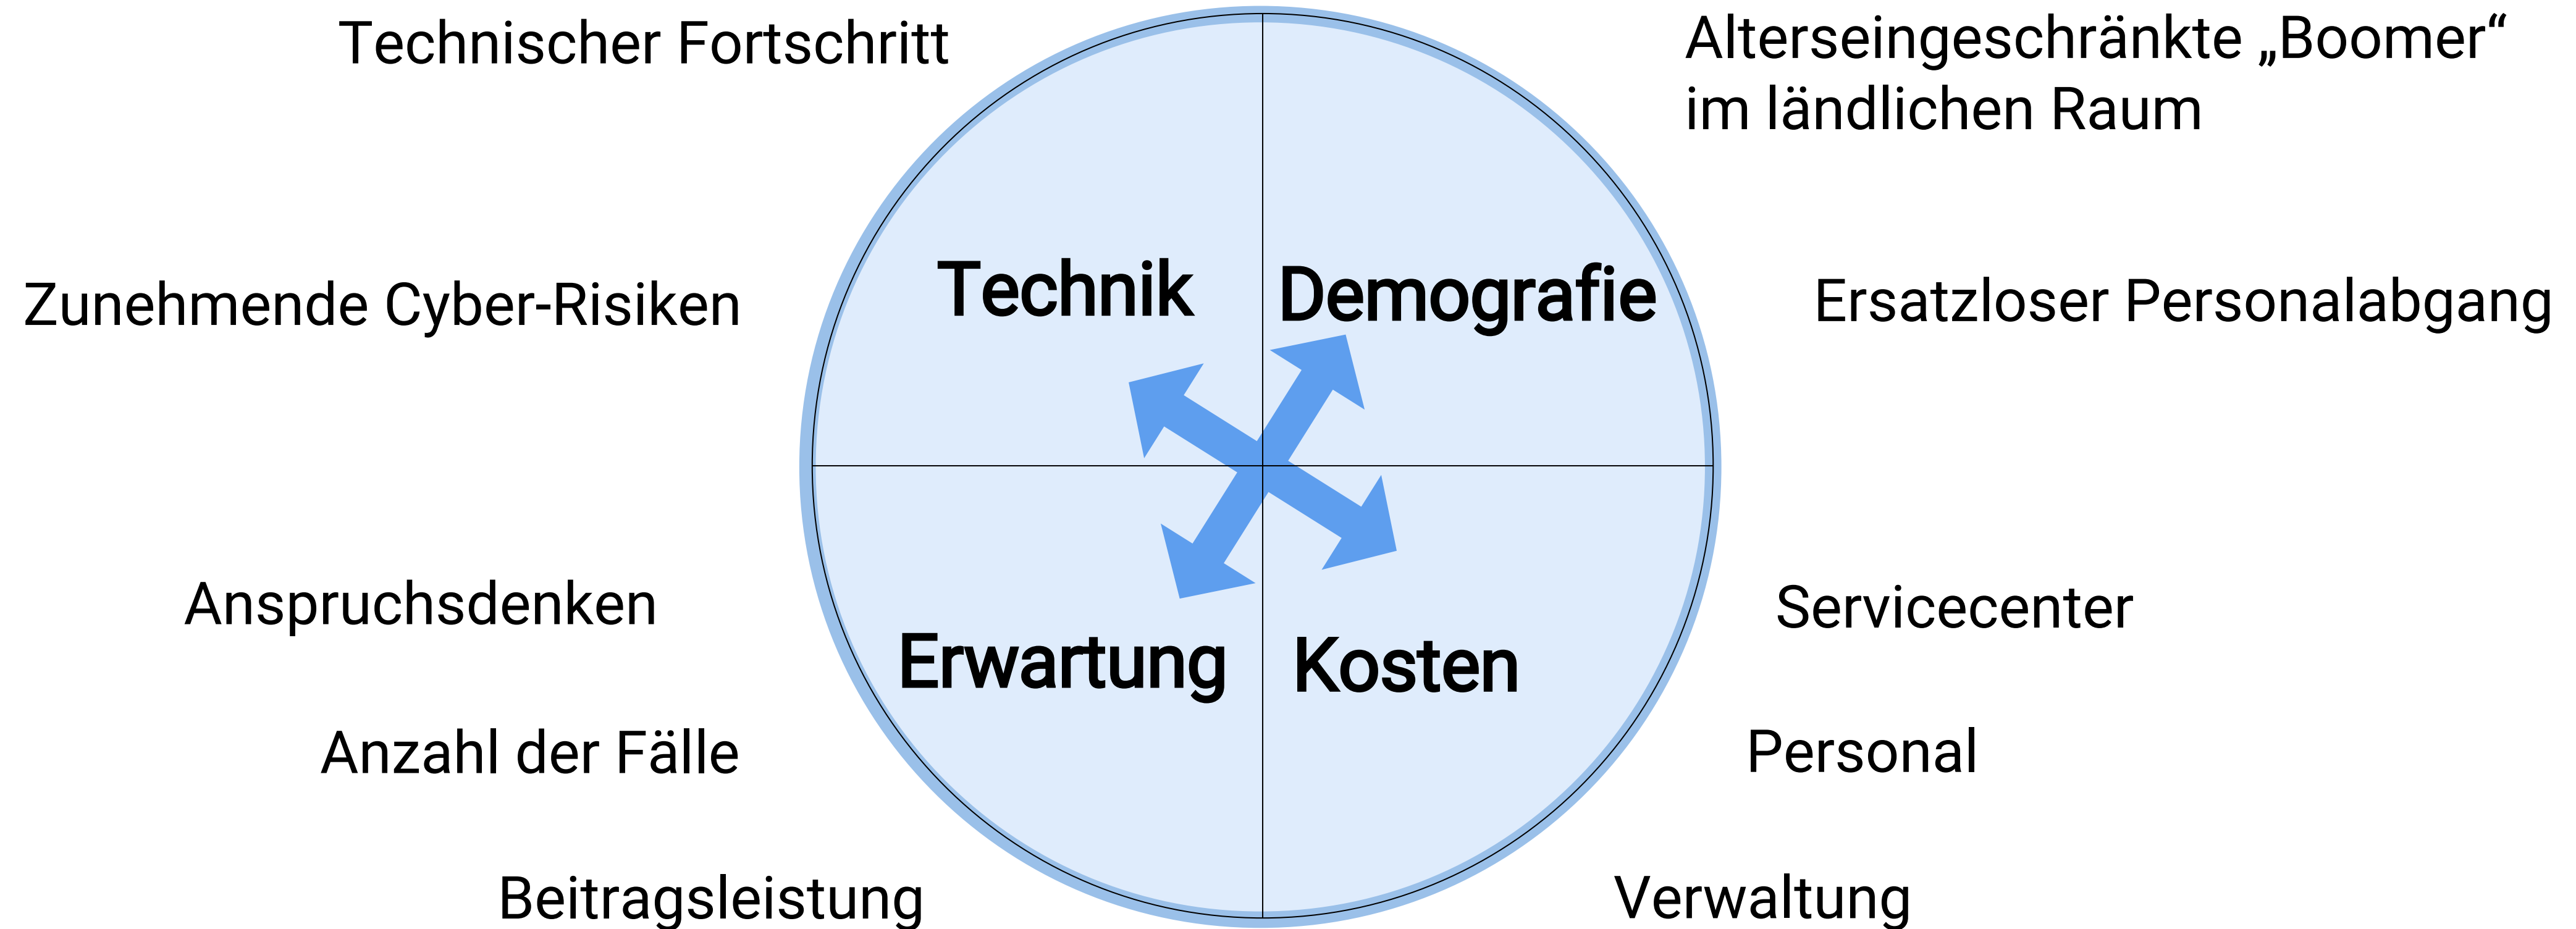 Technischer Fortschritt
Alterseingeschränkte „Boomer“
im ländlichen Raum
Zunehmende Cyber-Risiken
Technik
Demografie
Ersatzloser Personalabgang
Anspruchsdenken
Servicecenter
Erwartung
Kosten
Anzahl der Fälle
Personal
Beitragsleistung
Verwaltung